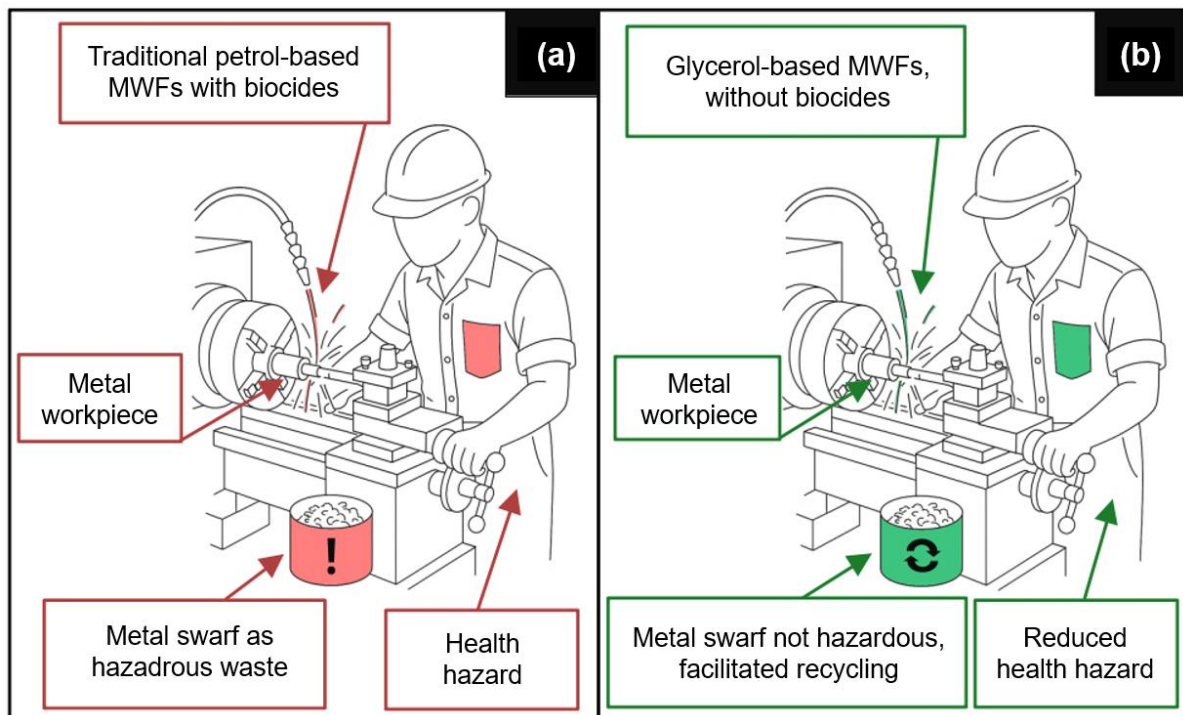 Traditional petrol-based
MWFs with biocides
(a)
Metal
workpiece
Metal swarf as
hazadrous waste
Health
hazard
Glycerol-based MWFs,
without biocides
(b)
Metal
workpiece
Metal swarf not hazardous,
facilitated recycling
Reduced
health hazard
!